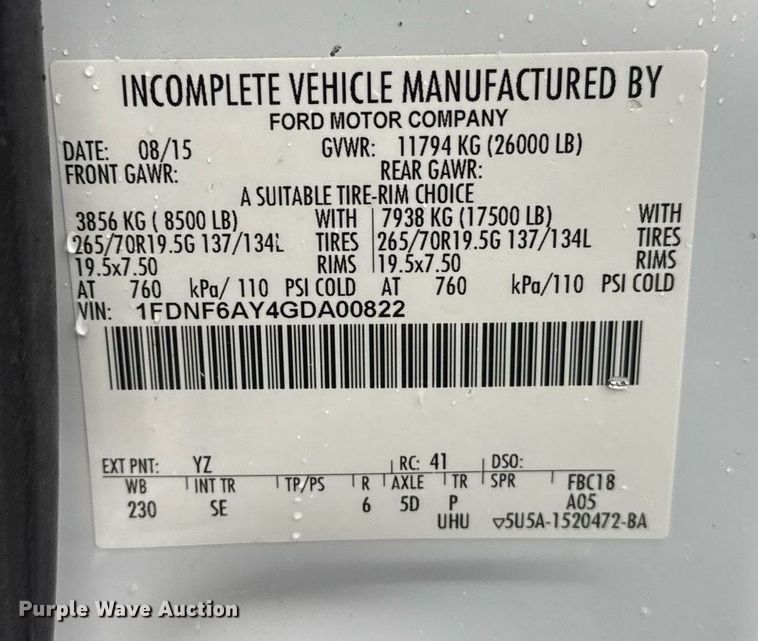 INCOMPLETE VEHICLE MANUFACTURED BY
FORD MOTOR COMPANY
DATE: 08/15 GVWR: 11794 KG (26000 LB)
FRONT GAWR: REAR GAWR:
A SUITABLE TIRE-RIM CHOICE
3856 KG ( 8500 LB) WITH 7938 KG (17500 LB) WITH
265/70R19.5G 137/134L TIRES 265/70R19.5G 137/134L TIRES
19.5x7.50 RIMS 19.5x7.50 RIMS
AT 760 kPa/ 110 PSI COLD AT 760 kPa/110 PSI COLD
VIN: 1FDNF6AY4GDA00822
EXT PNT: YZ RC: 41 DSO:
WB INT TR TP/PS R AXLE TR SPR FBC18
230 SE 6 5D P A05
UHU ▽5U5A-1520472-BA
Purple Wave Auction